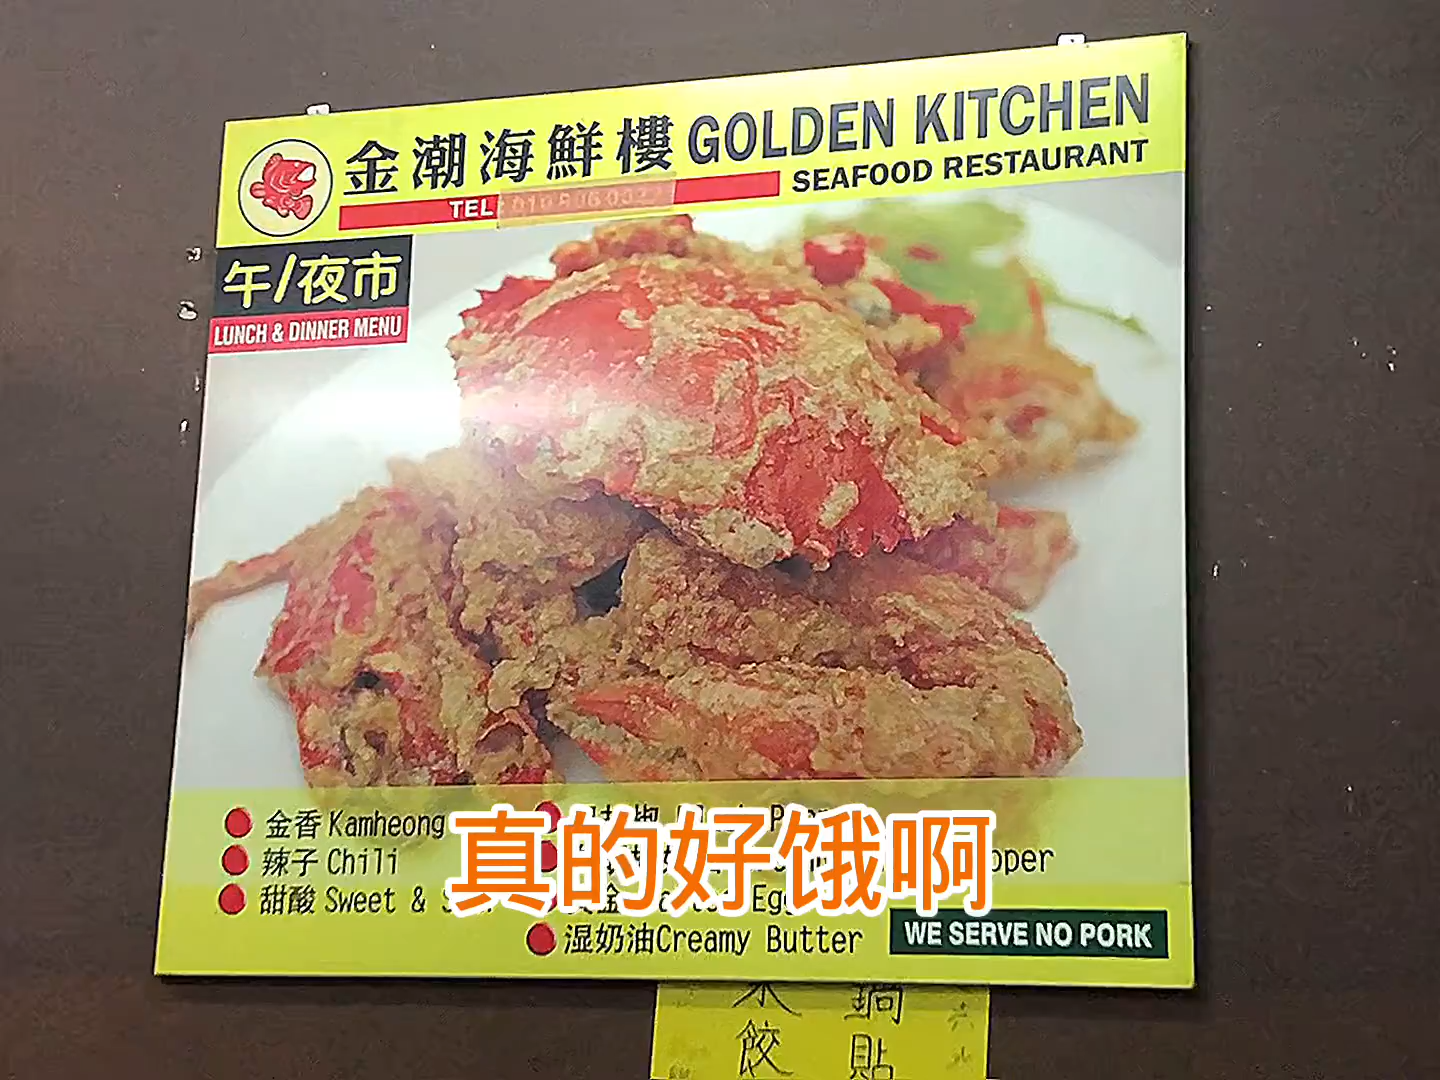 金潮海鮮樓 GOLDEN KITCHEN
SEAFOOD RESTAURANT
TEL
午/夜市
LUNCH & DINNER MENU
金香 Kamheong
辣子 Chili
甜酸 Sweet &
真的好饿啊
湿奶油Creamy Butter
WE SERVE NO PORK
餃
鍋
貼